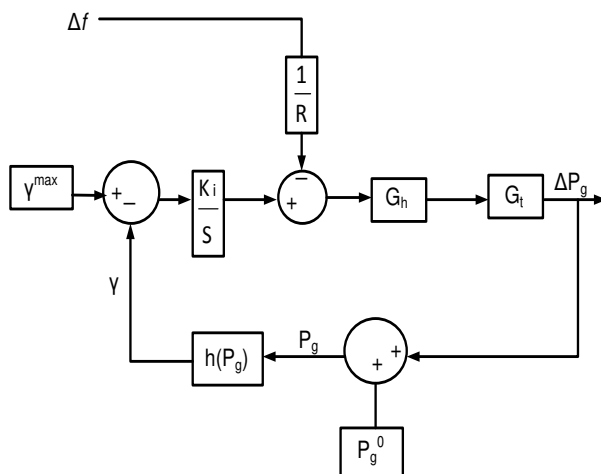 Δf
1
R
γmax
+
−
Ki
S
−
+
Gh
Gt
ΔPg
γ
h(Pg)
Pg
+
+
Pg0